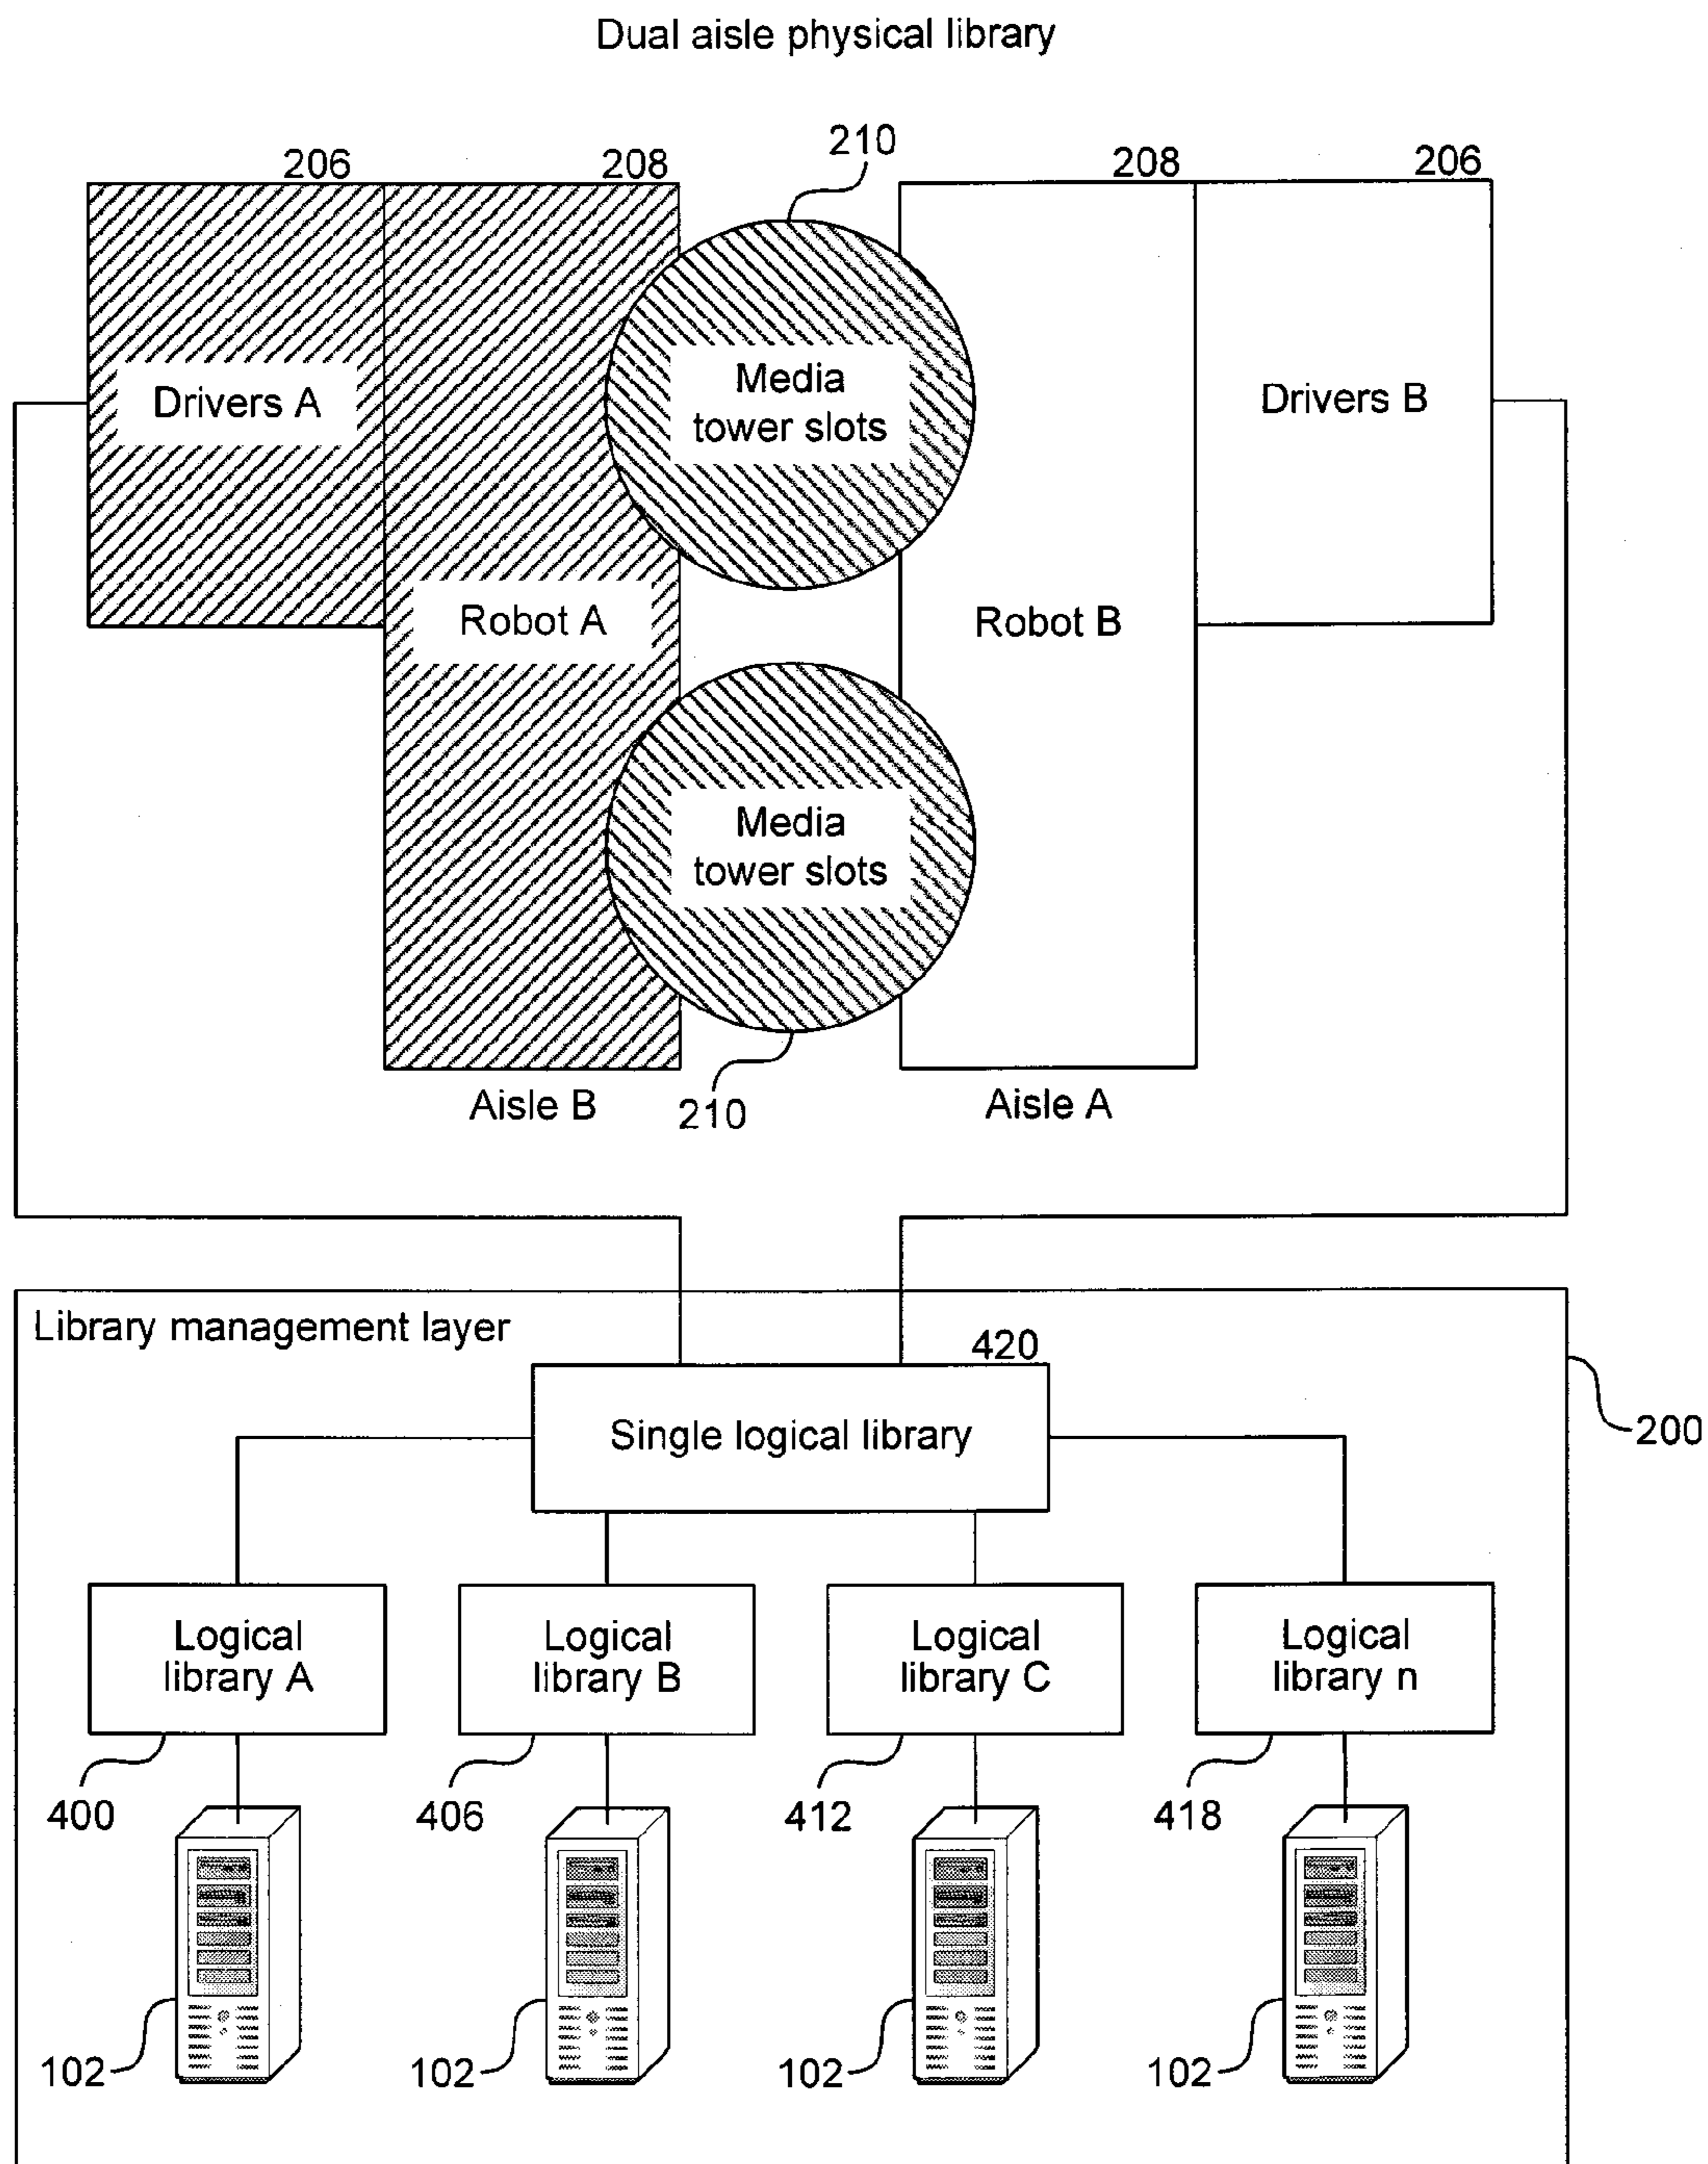 Dual aisle physical library
210
206
208
208
206
Drivers A
Media
tower slots
Drivers B
Robot A
Robot B
Media
tower slots
Aisle B
210
Aisle A
Library management layer
420
Single logical library
200
Logical
library A
Logical
library B
Logical
library C
Logical
library n
400
406
412
418
102
102
102
102